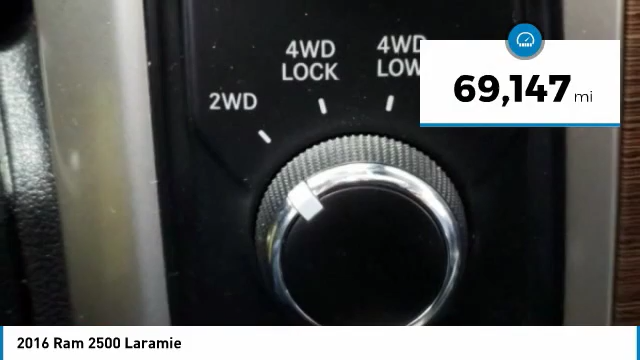 4WD
LOCK
4WD
LOW
2WD
69,147 mi
2016 Ram 2500 Laramie